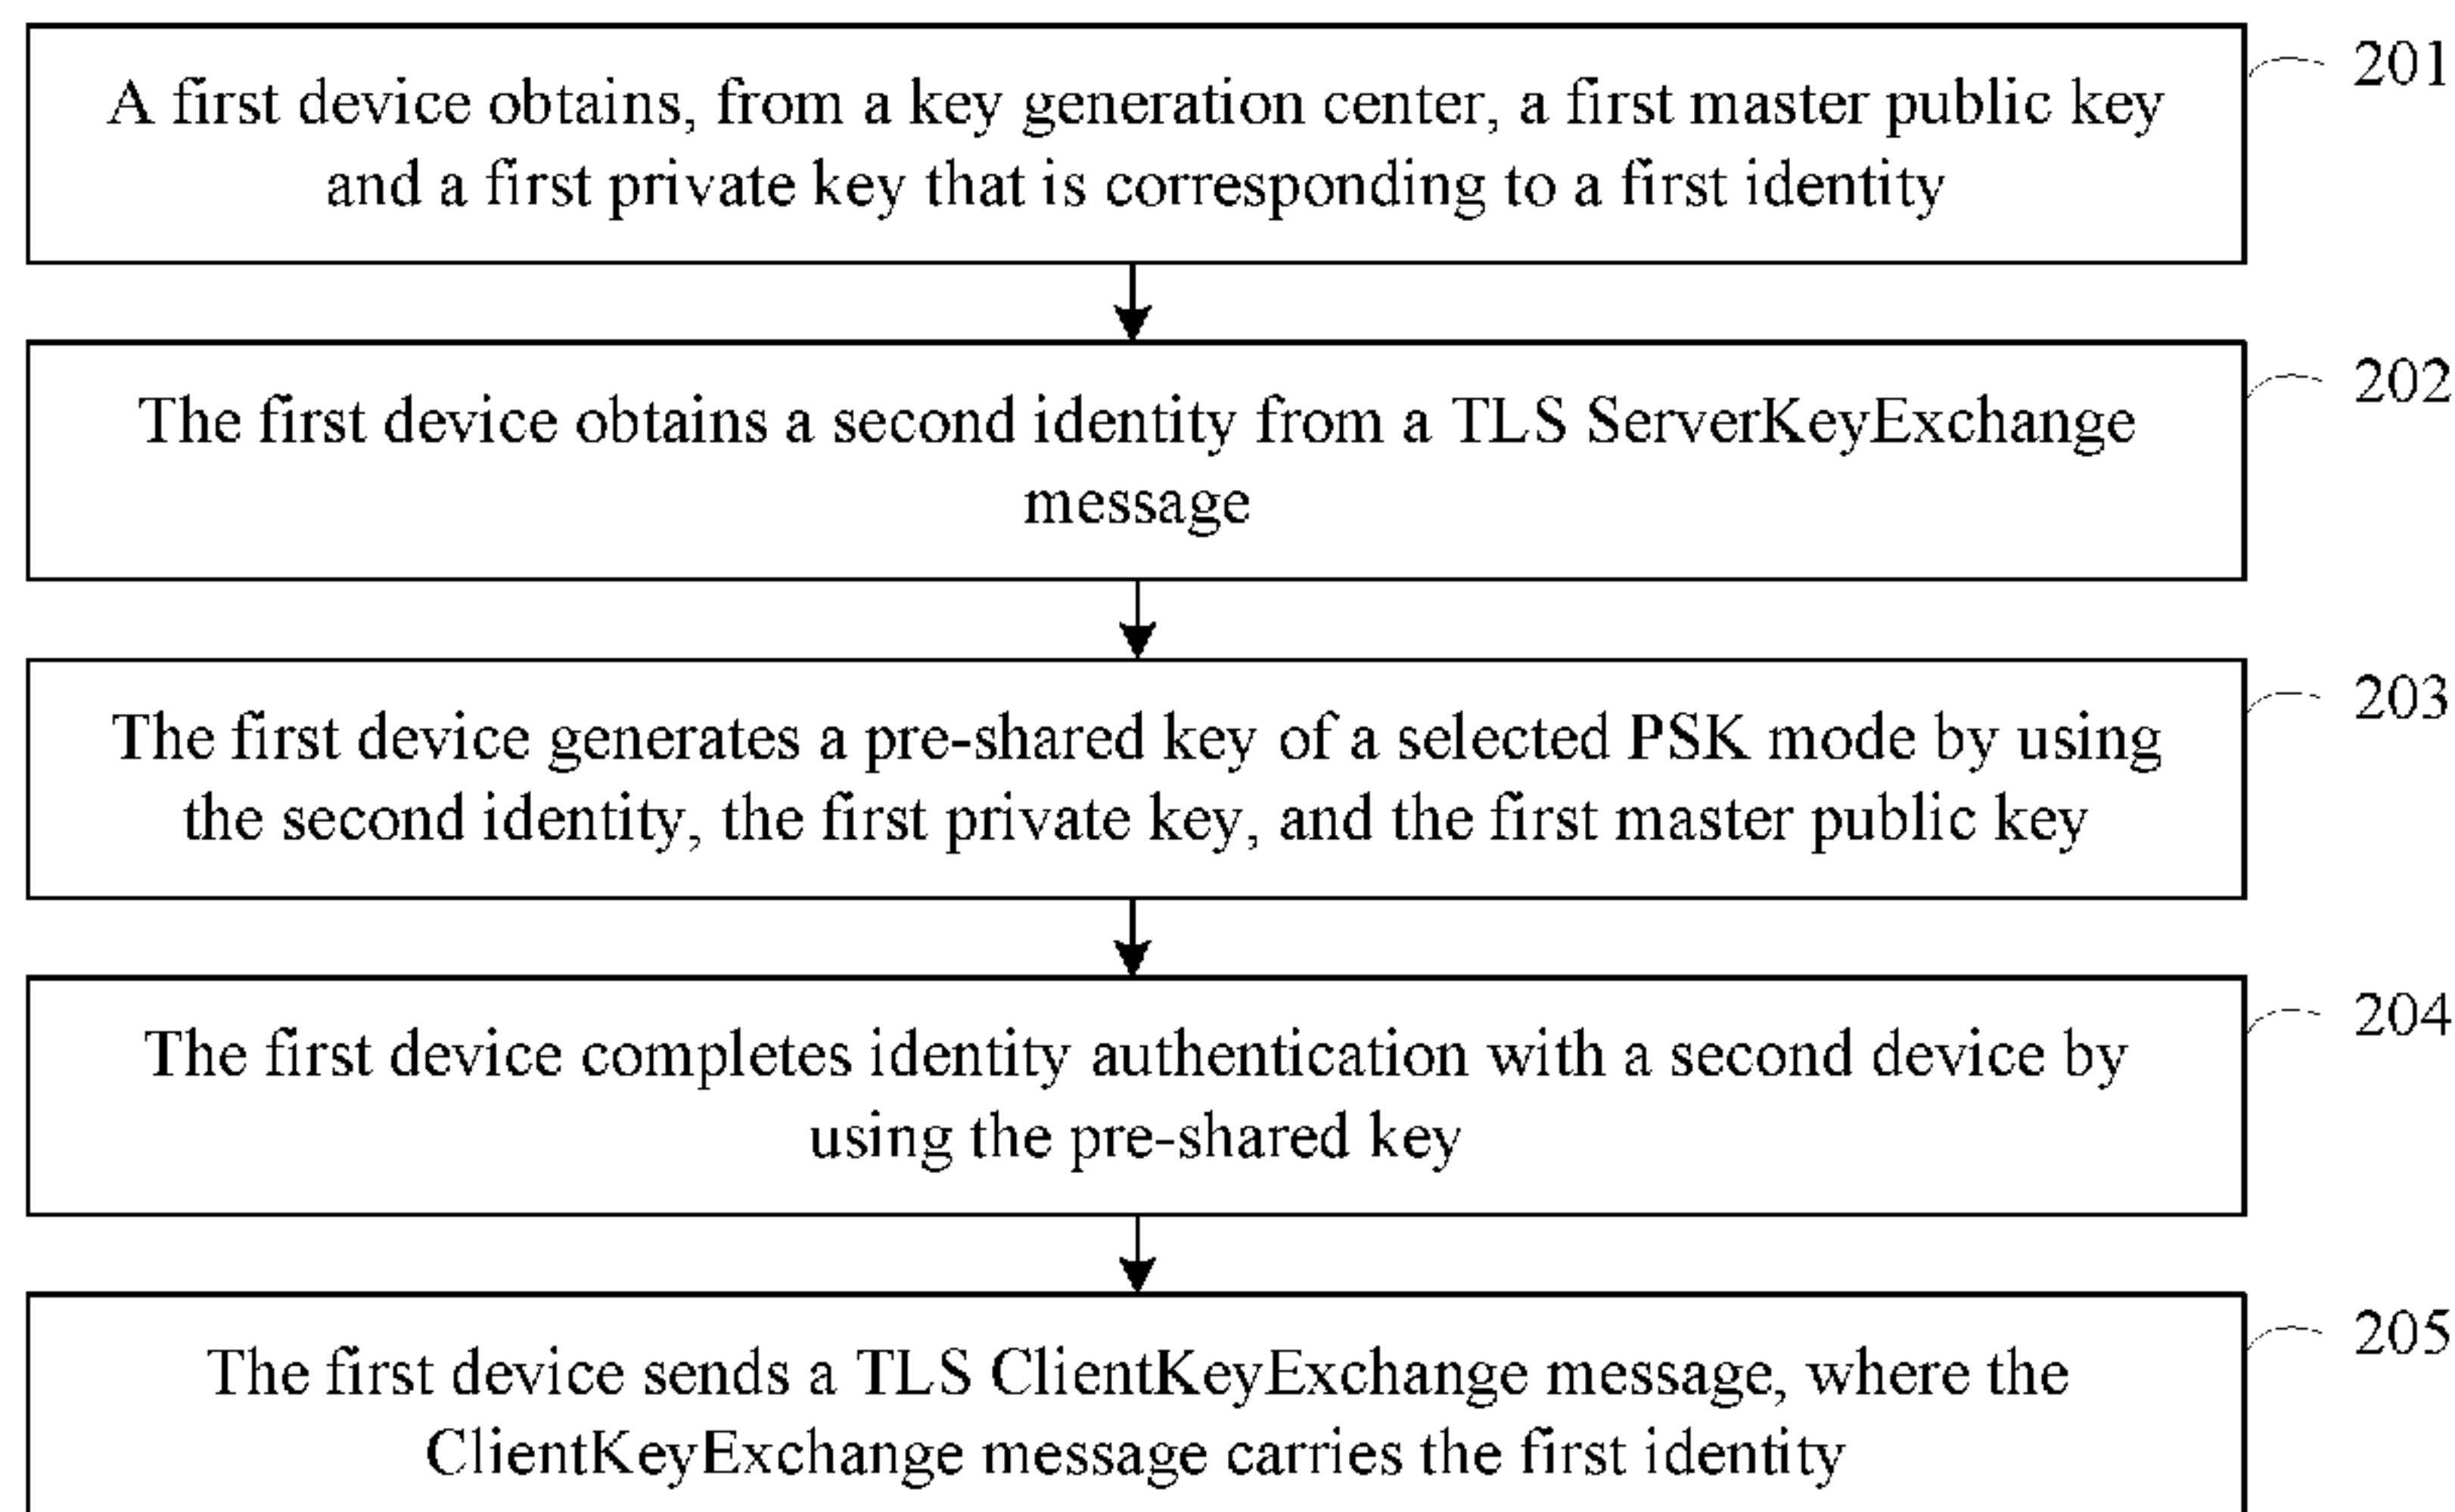 A first device obtains, from a key generation center, a first master public key
and a first private key that is corresponding to a first identity
201
The first device obtains a second identity from a TLS ServerKeyExchange
message
202
The first device generates a pre-shared key of a selected PSK mode by using
the second identity, the first private key, and the first master public key
203
The first device completes identity authentication with a second device by
using the pre-shared key
204
The first device sends a TLS ClientKeyExchange message, where the
ClientKeyExchange message carries the first identity
205